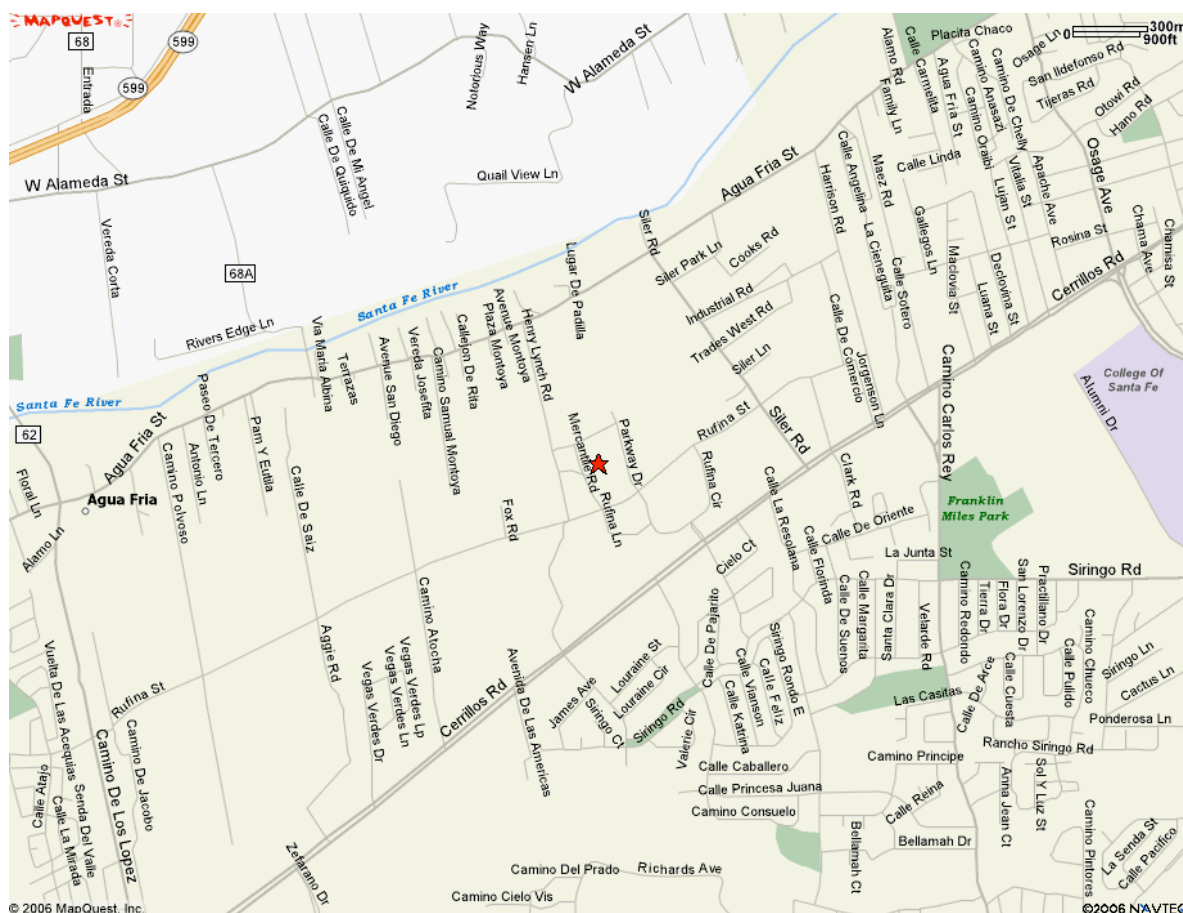 MAPQUEST®
68
599
599
Entrada
Notorious Way
Hansen Ln
W Alameda St
Placita Chaco
0 300m
900ft
Alamo Rd
Family Ln
Calle Carmelita
Agua Fria St
Camino Anasazi
Camino Oraibi
Camino De Chelly
Osage Ln
San Ildefonso Rd
Tijeras Rd
Otowi Rd
Hano Rd
Calle De Mi Angel
Calle De Quiquido
W Alameda St
Quail View Ln
Agua Fria St
Calle Linda
Vitalia St
Lujan St
Apache Ave
Osage Ave
Vereda Corta
68A
Siler Rd
Siler Park Ln
Cooks Rd
Harrison Rd
Calle Angelina
Maez Rd
La Cieneguita
Calle Sotero
Gallegos Ln
Maclovia St
Luana St
Declovina St
Rosina St
Cerrillos Rd
Chama Ave
Chamisa St
Lugar De Padilla
Industrial Rd
Trades West Rd
Siler Ln
Santa Fe River
Rivers Edge Ln
Via Maria Albina
Terrazas
Avenue San Diego
Vereda Joefita
Camino Samual Montoya
Callejon De Rita
Plaza Montoya
Avenue Montoya
Henry Lynch Rd
Calle De Comercio
Jorgenson Ln
Camino Carlos Rey
College Of
Santa Fe
Alumni Dr
Santa Fe River
62
Agua Fria St
Paseo De Tercero
Antonio Ln
Camino Polvoso
Pam Y Eutilia
Calle De Saiz
Mercantile Rd
Parkway Dr
Rufina St
Siler Rd
Rufina Cir
Rufina Ln
Fox Rd
Floral Ln
Agua Fria
Alamo Ln
Calle La Resolana
Clark Rd
Calle De Oriente
Calle Florinda
Franklin
Miles Park
La Junta St
Siringo Rd
Cielo Ct
Calle De Suenos
Calle Margarita
Santa Clara Dr
Velarde Rd
Camino Redondo
Tierra Dr
Flora Dr
San Lorenzo Dr
Practiliano Dr
Camino Atocha
Aggie Rd
Vuelta De Las Acequias
Senda Del Valle
Rufina St
Camino De Los Lopez
Camino De Jacobo
Calle Atajo
Calle La Mirada
Vegas Verdes Dr
Vegas Verdes Ln
Vegas Verdes Lp
Cerrillos Rd
Avenida De Las Americas
James Ave
Siringo Ct
Louraine St
Louraine Cir
Siringo Rd
Valerie Cir
Calle De Pajarito
Calle Vianson
Calle Katrina
Calle Feliz
Siringo Rondo E
Las Casitas
Calle De Arce
Calle Cuesta
Calle Pulido
Camino Chueco
Siringo Ln
Cactus Ln
Ponderosa Ln
Rancho Siringo Rd
Calle Caballero
Calle Princesa Juana
Camino Consuelo
Camino Principe
Calle Reina
Anna Jean Ct
Sol Y Luz St
Bellamah Dr
Bellamah Ct
Camino Pintores
La Senda St
Calle Pacifico
Zefarano Dr
Camino Del Prado
Richards Ave
Camino Cielo Vis
© 2006 MapQuest, Inc.
©2006 NAVTEQ